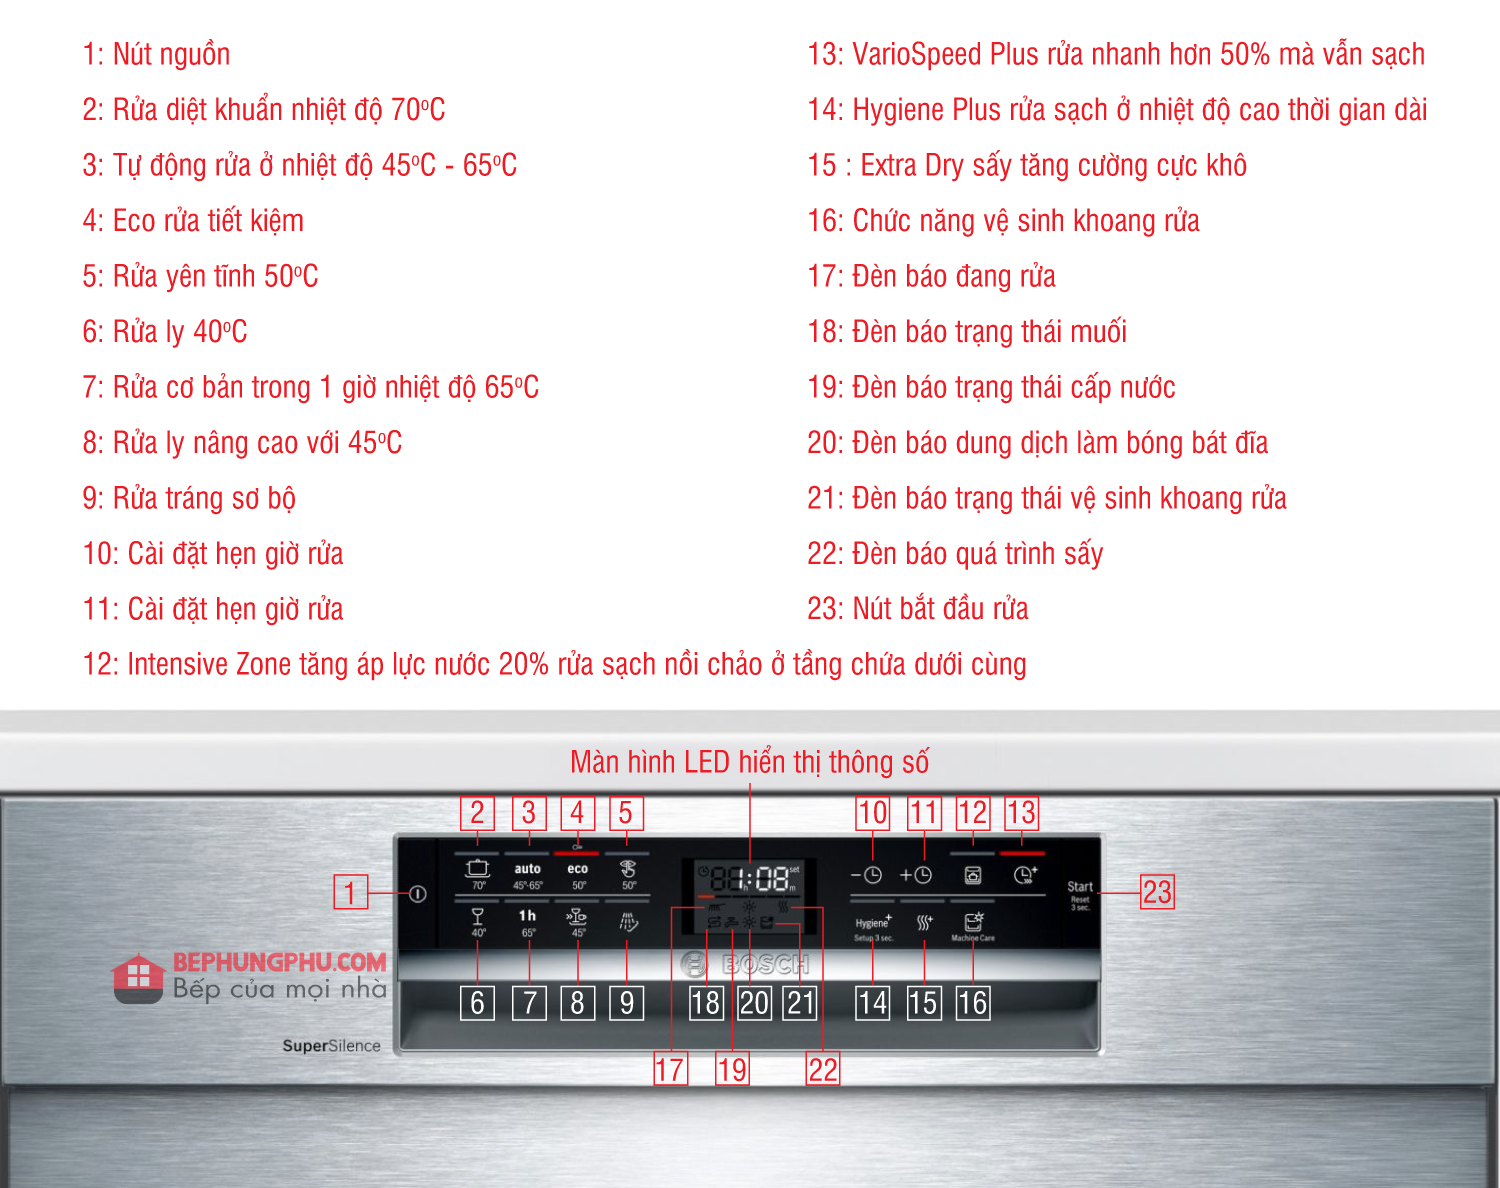 1: Nút nguồn
2: Rửa diệt khuẩn nhiệt độ 70ºC
3: Tự động rửa ở nhiệt độ 45ºC - 65ºC
4: Eco rửa tiết kiệm
5: Rửa yên tĩnh 50ºC
6: Rửa ly 40ºC
7: Rửa cơ bản trong 1 giờ nhiệt độ 65ºC
8: Rửa ly nâng cao với 45ºC
9: Rửa tráng sơ bộ
10: Cài đặt hẹn giờ rửa
11: Cài đặt hẹn giờ rửa
12: Intensive Zone tăng áp lực nước 20% rửa sạch nồi chảo ở tầng chứa dưới cùng
13: VarioSpeed Plus rửa nhanh hơn 50% mà vẫn sạch
14: Hygiene Plus rửa sạch ở nhiệt độ cao thời gian dài
15 : Extra Dry sấy tăng cường cực khô
16: Chức năng vệ sinh khoang rửa
17: Đèn báo đang rửa
18: Đèn báo trạng thái muối
19: Đèn báo trạng thái cấp nước
20: Đèn báo dung dịch làm bóng bát đĩa
21: Đèn báo trạng thái vệ sinh khoang rửa
22: Đèn báo quá trình sấy
23: Nút bắt đầu rửa
Màn hình LED hiển thị thông số
2 3 4 5 10 11 12 13
auto eco
70° 45°-65° 50° 50°
1:08 set
h m
- +
1
23
Start
Reset
3 sec.
1h
40° 65° 45°
Hygiene+
Setup 3 sec.
Machine Care
BEPHUNGPHU.COM
Bếp của mọi nhà
BOSCH
6 7 8 9 18 20 21 14 15 16
SuperSilence
17 19 22